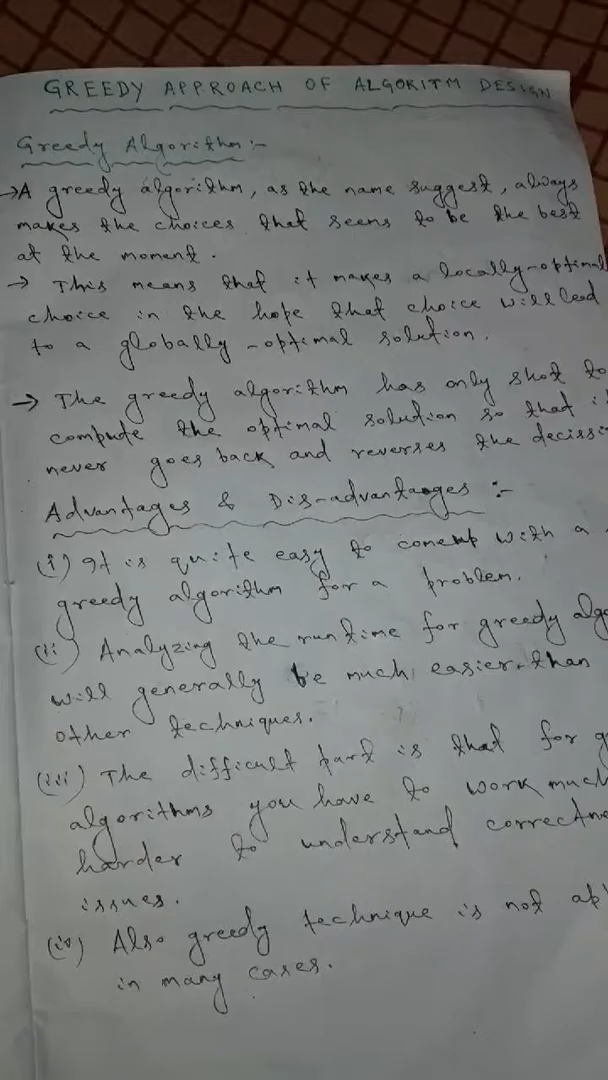 GREEDY APPROACH OF ALGORITM DESIGN
Greedy Algorithm :-
→ A greedy algorithm, as the name suggest, always
makes the choices that seems to be the best
at the moment.
→ This means that it makes a locally-optimal
choice in the hope that choice will lead
to a globally-optimal solution.
→ The greedy algorithm has only shot to
compute the optimal solution so that i
never goes back and reverses the decissi
Advantages & Dis-advantages :-
(i) It is quite easy to comeup with a
greedy algorithm for a problem.
(ii) Analyzing the run time for greedy algo
will generally be much easier than
other techniques.
(iii) The difficult part is that for g
algorithms you have to work much
harder to understand correctne
issues.
(iv) Also greedy technique is not ap
in many cases.